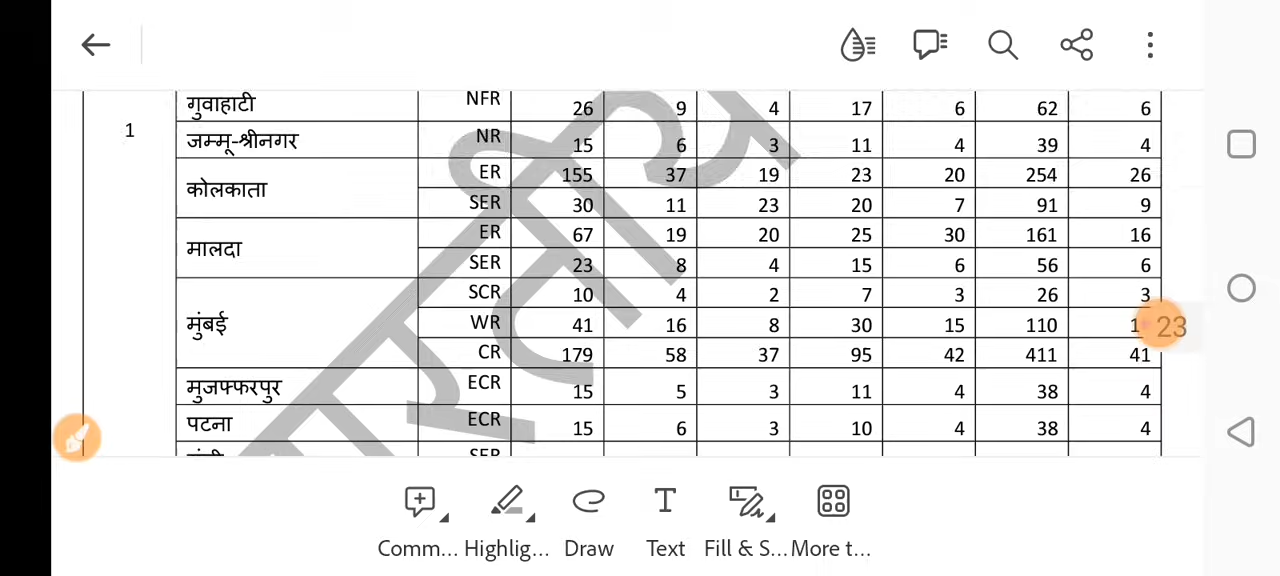 गुवाहाटी NFR 26 9 4 17 6 62 6
1
जम्मू-श्रीनगर NR 15 6 3 11 4 39 4
कोलकाता
ER 155 37 19 23 20 254 26
SER 30 11 23 20 7 91 9
मालदा
ER 67 19 20 25 30 161 16
SER 23 8 4 15 6 56 6
मुंबई
SCR 10 4 2 7 3 26 3
WR 41 16 8 30 15 110
23
CR 179 58 37 95 42 411 41
मुजफ्फरपुर ECR 15 5 3 11 4 38 4
पटना ECR 15 6 3 10 4 38 4
SER
Comm... Highlig... Draw Text Fill & S... More t...